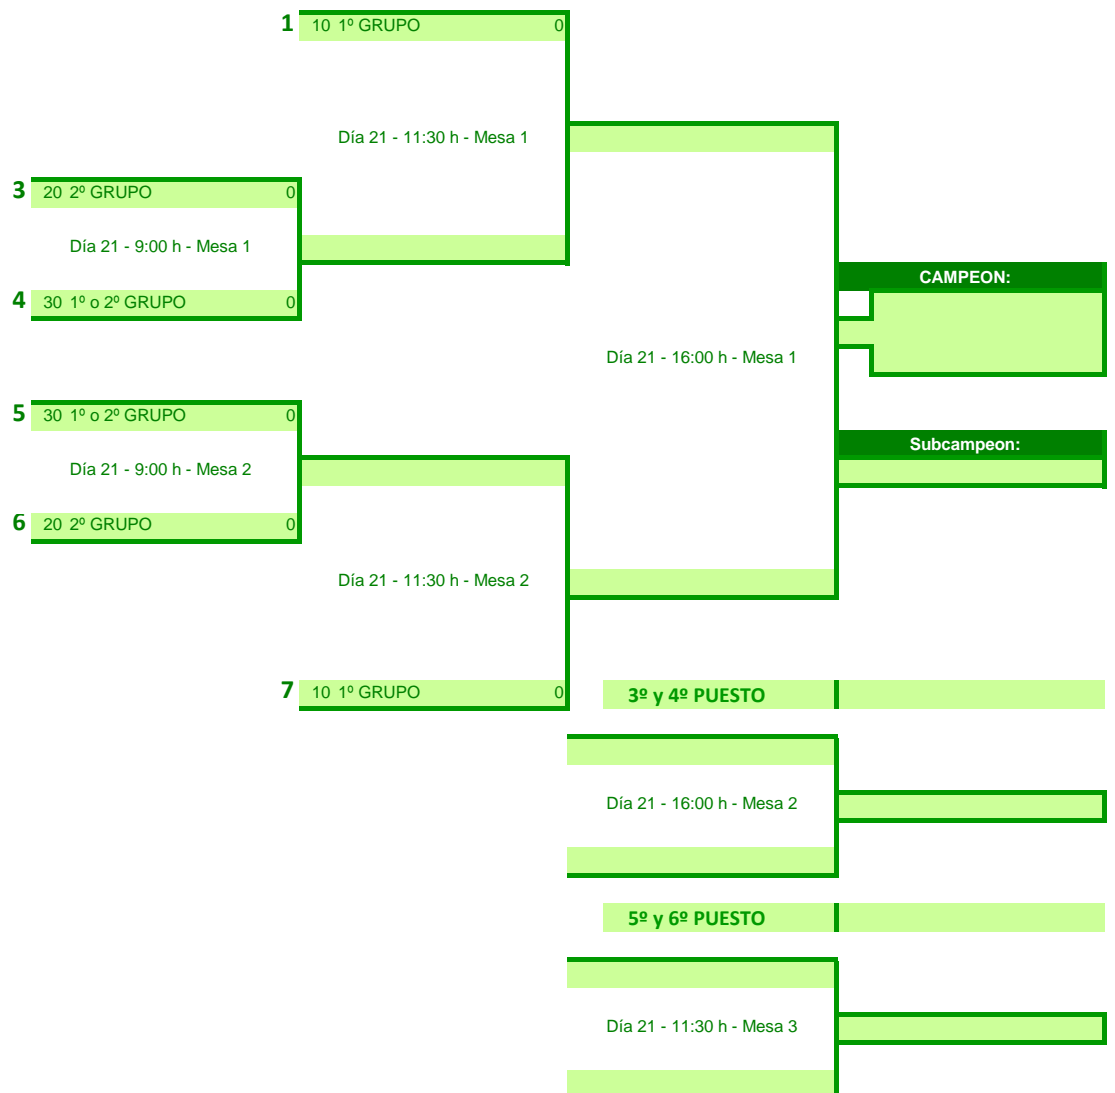 1 10 1º GRUPO 0
Día 21 - 11:30 h - Mesa 1
3 20 2º GRUPO 0
Día 21 - 9:00 h - Mesa 1
CAMPEON:
4 30 1º o 2º GRUPO 0
Día 21 - 16:00 h - Mesa 1
5 30 1º o 2º GRUPO 0
Subcampeon:
Día 21 - 9:00 h - Mesa 2
6 20 2º GRUPO 0
Día 21 - 11:30 h - Mesa 2
7 10 1º GRUPO 0
3º y 4º PUESTO
Día 21 - 16:00 h - Mesa 2
5º y 6º PUESTO
Día 21 - 11:30 h - Mesa 3